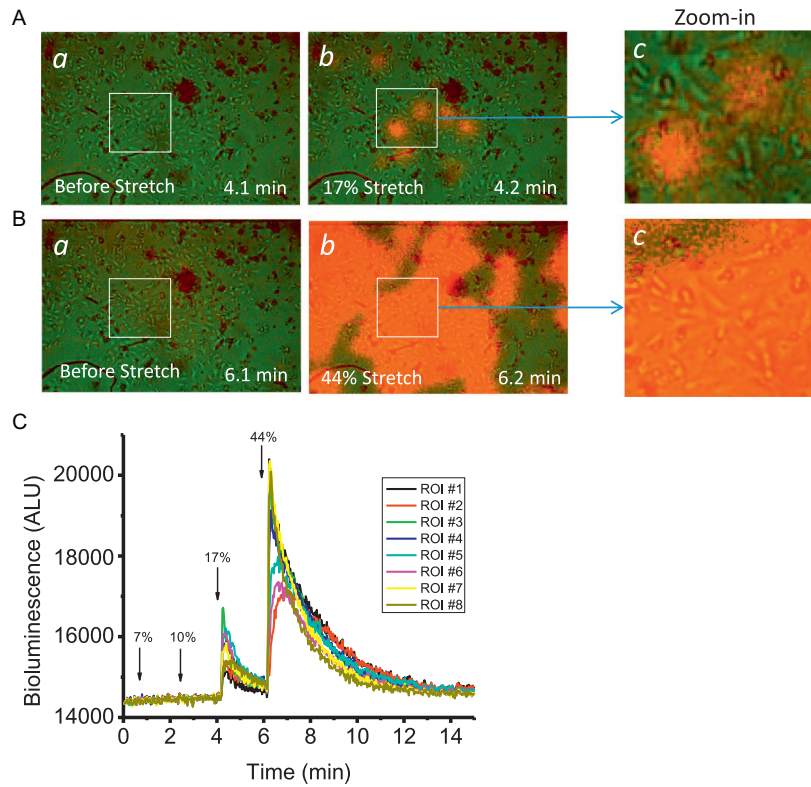 Zoom-in
A
a
Before Stretch
4.1 min
b
17% Stretch
4.2 min
c
B
a
Before Stretch
6.1 min
b
44% Stretch
6.2 min
c
C
Bioluminescence (ALU)
20000
18000
16000
14000
7%
10%
17%
44%
ROI #1
ROI #2
ROI #3
ROI #4
ROI #5
ROI #6
ROI #7
ROI #8
0 2 4 6 8 10 12 14
Time (min)